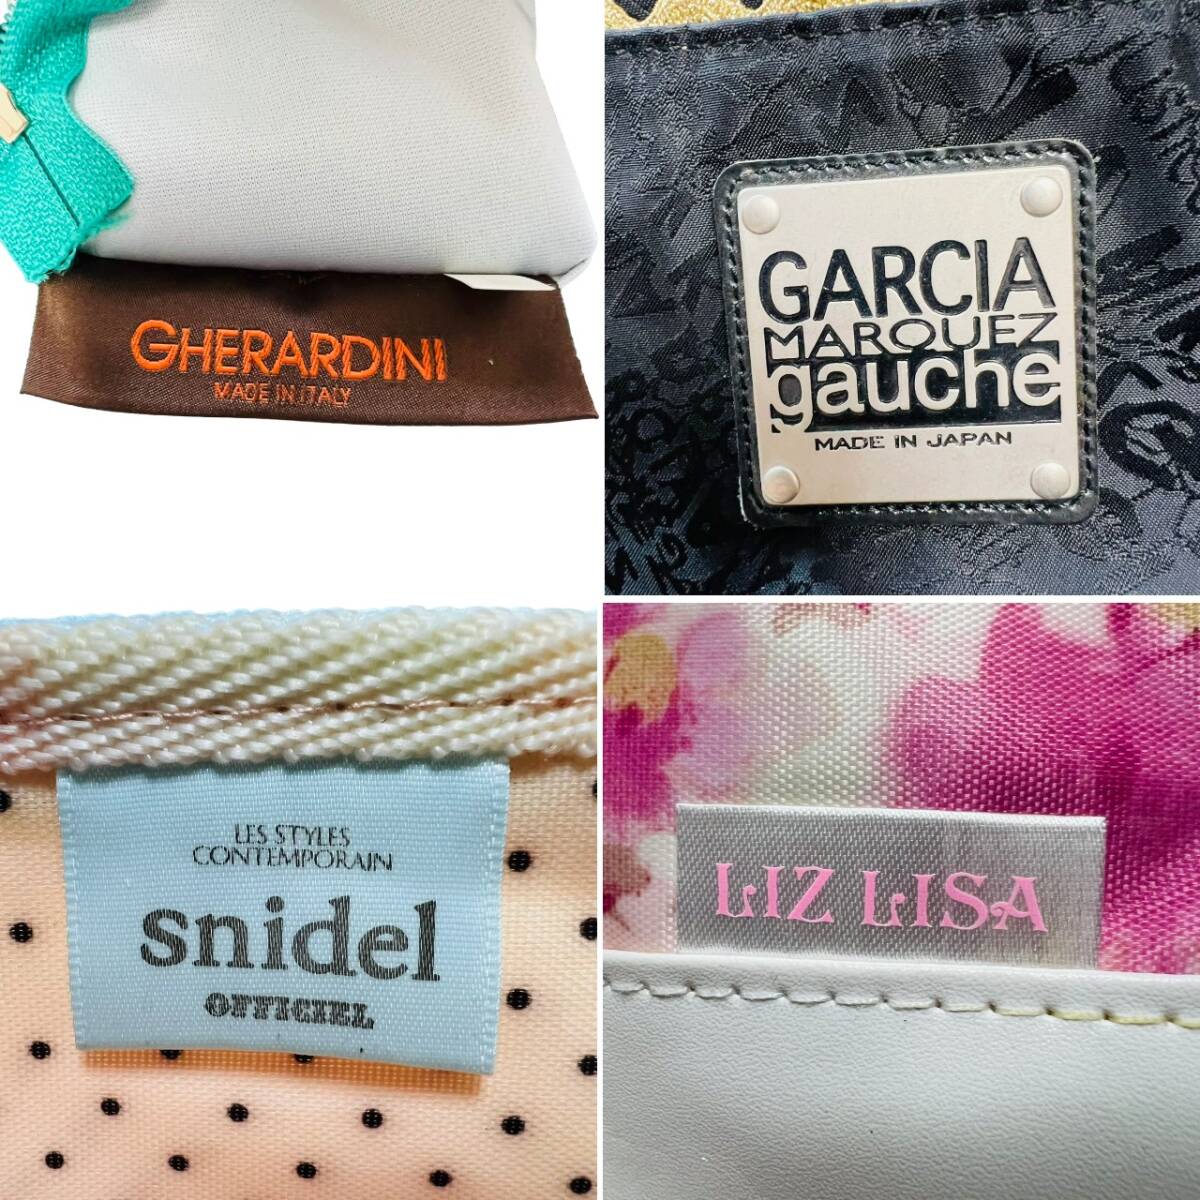 GHERARDINI
MADE IN ITALY
GARCIA
MARQUEZ
gauche
MADE IN JAPAN
LES STYLES
CONTEMPORAIN
snidel
OFFICIEL
LIZ LISA